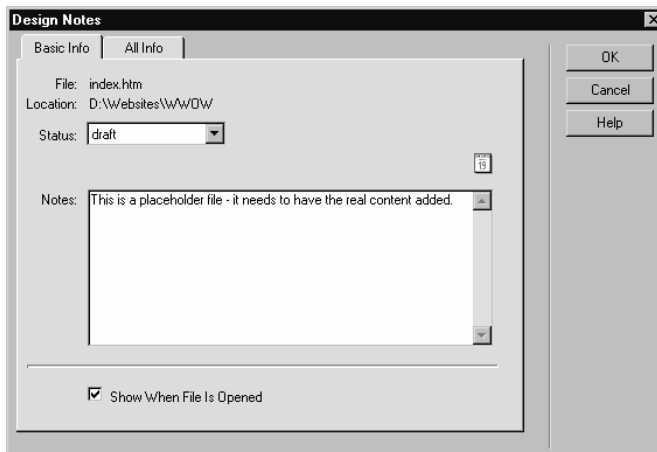 Design Notes
Basic Info
All Info
File: index.htm
Location: D:\Websites\WWOW
Status: draft
19
Notes: This is a placeholder file - it needs to have the real content added.
Show When File Is Opened
OK
Cancel
Help